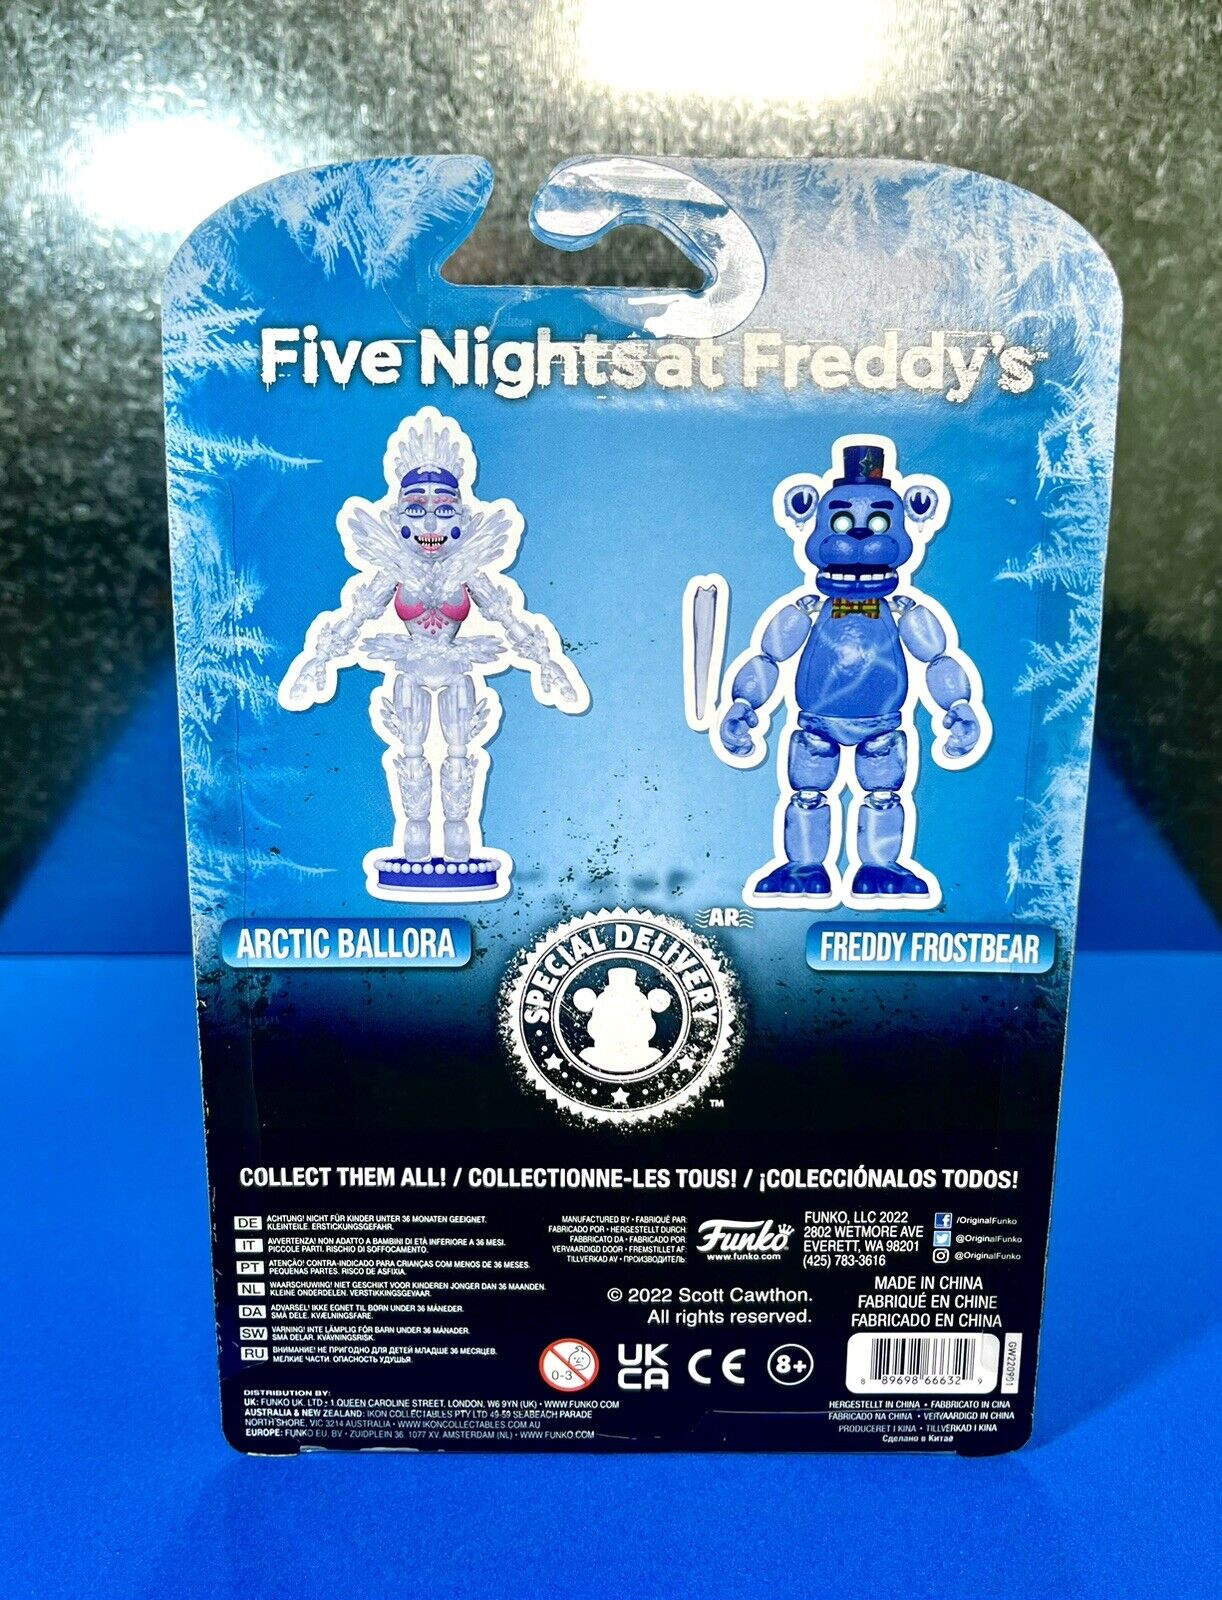 Five Nights at Freddy's™
ARCTIC BALLORA
AR
SPECIAL DELIVERY
™
FREDDY FROSTBEAR
COLLECT THEM ALL! / COLLECTIONNE-LES TOUS! / ¡COLECCIÓNALOS TODOS!
DE ACHTUNG! NICHT FÜR KINDER UNTER 36 MONATEN GEEIGNET.
KLEINTEILE. ERSTICKUNGSGEFAHR.
IT AVVERTENZA! NON ADATTO A BAMBINI DI ETÀ INFERIORE A 36 MESI.
PICCOLE PARTI. RISCHIO DI SOFFOCAMENTO.
PT ATENÇÃO! CONTRA-INDICADO PARA CRIANÇAS COM MENOS DE 36 MESES.
PEQUENAS PARTES. RISCO DE ASFIXIA.
NL WAARSCHUWING! NIET GESCHIKT VOOR KINDEREN JONGER DAN 36 MAANDEN.
KLEINE ONDERDELEN. VERSTIKKINGSGEVAAR.
DA ADVARSEL! IKKE EGNET TIL BØRN UNDER 36 MÅNEDER.
SMÅ DELE. KVÆLNINGSFARE.
SW VARNING! INTE LÄMPLIG FÖR BARN UNDER 36 MÅNADER.
SMÅ DELAR. KVÄVNINGSRISK.
RU ВНИМАНИЕ! НЕ ПРИГОДНО ДЛЯ ДЕТЕЙ МЛАДШЕ 36 МЕСЯЦЕВ.
МЕЛКИЕ ЧАСТИ. ОПАСНОСТЬ УДУШЬЯ.
MANUFACTURED BY • FABRIQUÉ PAR:
FABRICADO POR • HERGESTELLT DURCH:
FABRICATO DA • FABRICADO POR:
VERVAARDIGD DOOR • FREMSTILLET AF:
TILLVERKAD AV • ПРОИЗВОДИТЕЛЬ:
Funko
www.funko.com
FUNKO, LLC 2022
2802 WETMORE AVE
EVERETT, WA 98201
(425) 783-3616
/OriginalFunko
@OriginalFunko
@OriginalFunko
© 2022 Scott Cawthon.
All rights reserved.
MADE IN CHINA
FABRIQUÉ EN CHINE
FABRICADO EN CHINA
0-3
UK
CA
CE
8+
8 89698 66632 9
GW220901
HERGESTELLT IN CHINA • FABBRICATO IN CINA
FABRICADO NA CHINA • VERVAARDIGD IN CHINA
PRODUCERET I KINA • TILLVERKAD I KINA
Сделано в Китае
DISTRIBUTION BY:
UK: FUNKO UK, LTD • 1 QUEEN CAROLINE STREET, LONDON, W6 9YN (UK) • WWW.FUNKO.COM
AUSTRALIA & NEW ZEALAND: IKON COLLECTABLES PTY LTD 49-59 SEABEACH PARADE
NORTH SHORE, VIC 3214 AUSTRALIA • WWW.IKONCOLLECTABLES.COM.AU
EUROPE: FUNKO EU, BV • ZUIDPLEIN 36, 1077 XV, AMSTERDAM (NL) • WWW.FUNKO.COM